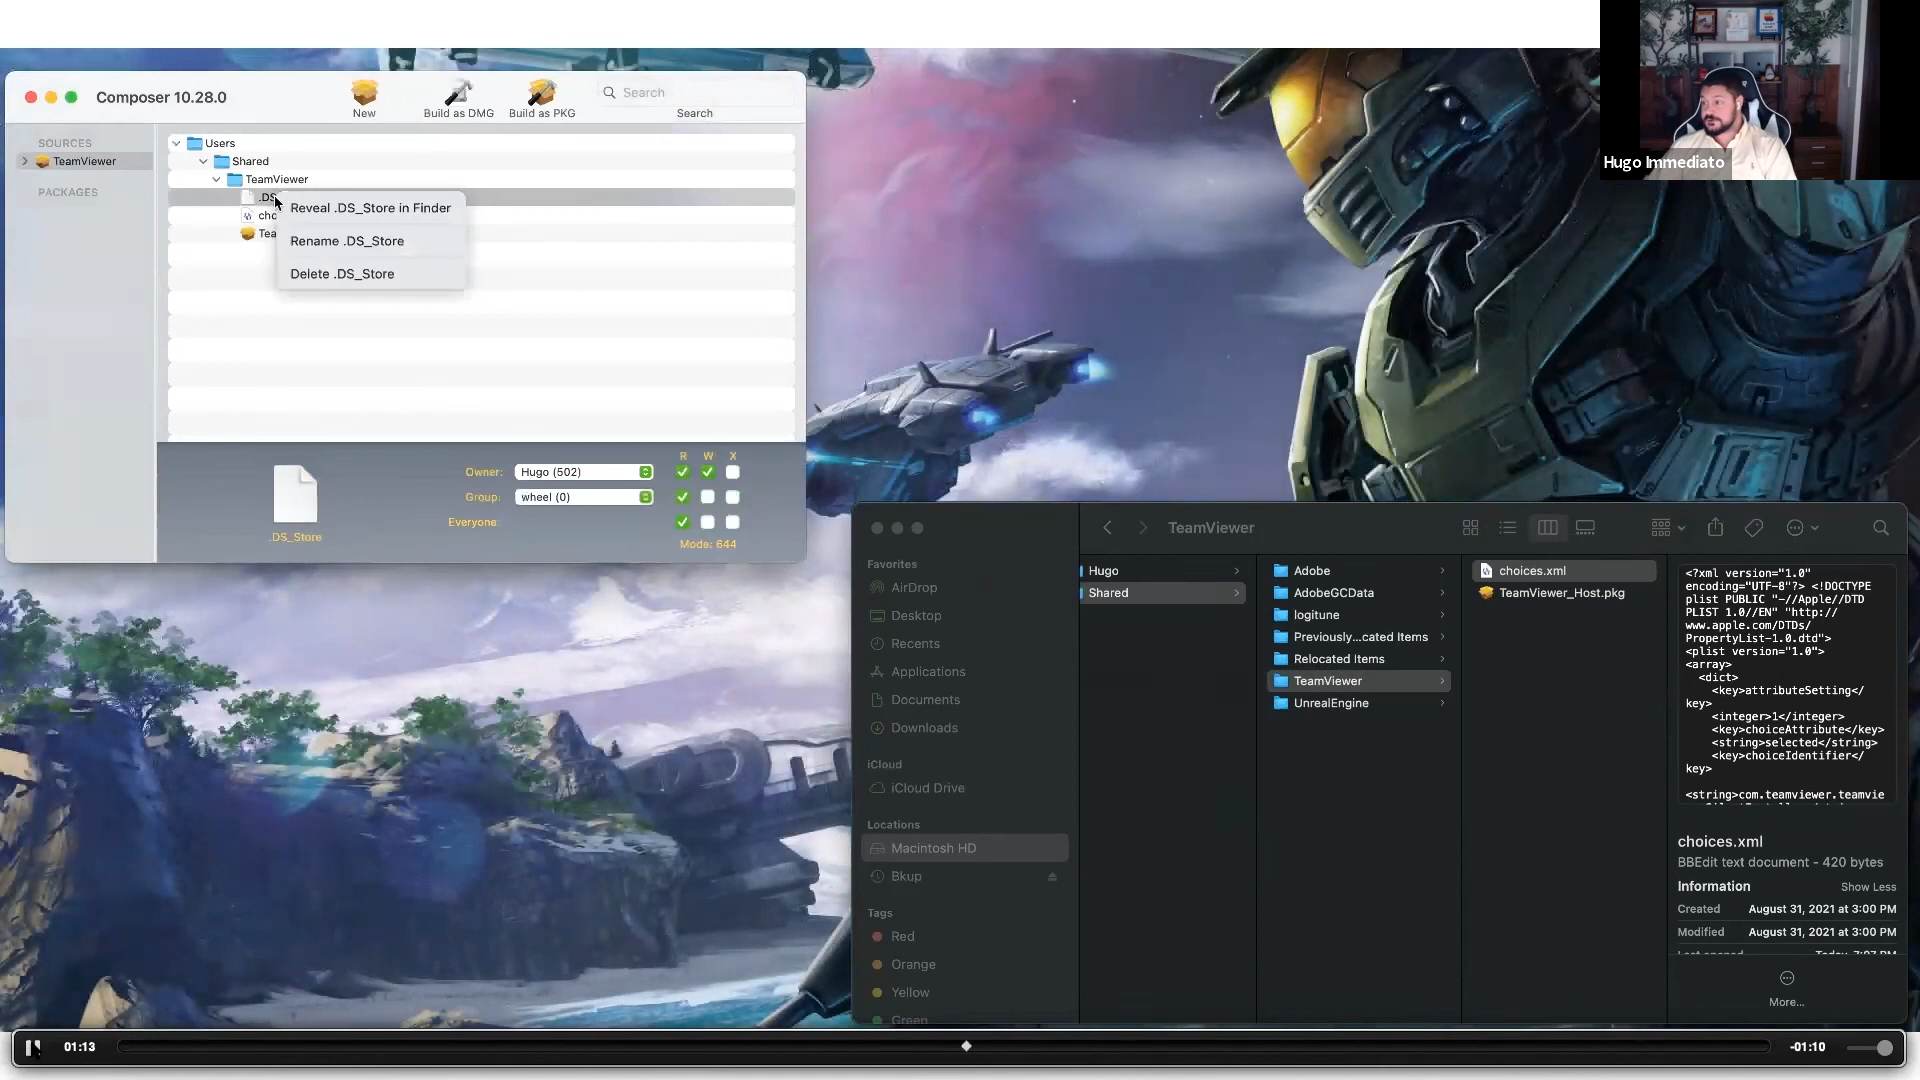 Composer 10.28.0
New
Build as DMG
Build as PKG
Search
Search
SOURCES
TeamViewer
PACKAGES
Users
Shared
TeamViewer
.DS
cho
Tea
Reveal .DS_Store in Finder
Rename .DS_Store
Delete .DS_Store
R W X
Owner: Hugo (502)
Group: wheel (0)
Everyone:
Mode: 644
.DS_Store
Hugo Immediato
TeamViewer
Favorites
AirDrop
Desktop
Recents
Applications
Documents
Downloads
iCloud
iCloud Drive
Locations
Macintosh HD
Bkup
Tags
Red
Orange
Yellow
Green
Hugo
Shared
Adobe
AdobeGCData
logitune
Previously...cated Items
Relocated Items
TeamViewer
UnrealEngine
choices.xml
TeamViewer_Host.pkg
<?xml version="1.0"
encoding="UTF-8"?> <!DOCTYPE
plist PUBLIC "-//Apple//DTD
PLIST 1.0//EN" "http://
www.apple.com/DTDs/
PropertyList-1.0.dtd">
<plist version="1.0">
<array>
<dict>
<key>attributeSetting</
key>
<integer>1</integer>
<key>choiceAttribute</key>
<string>selected</string>
<key>choiceIdentifier</
key>
<string>com.teamviewer.teamvie
choices.xml
BBEdit text document - 420 bytes
Information Show Less
Created August 31, 2021 at 3:00 PM
Modified August 31, 2021 at 3:00 PM
More...
01:13
-01:10